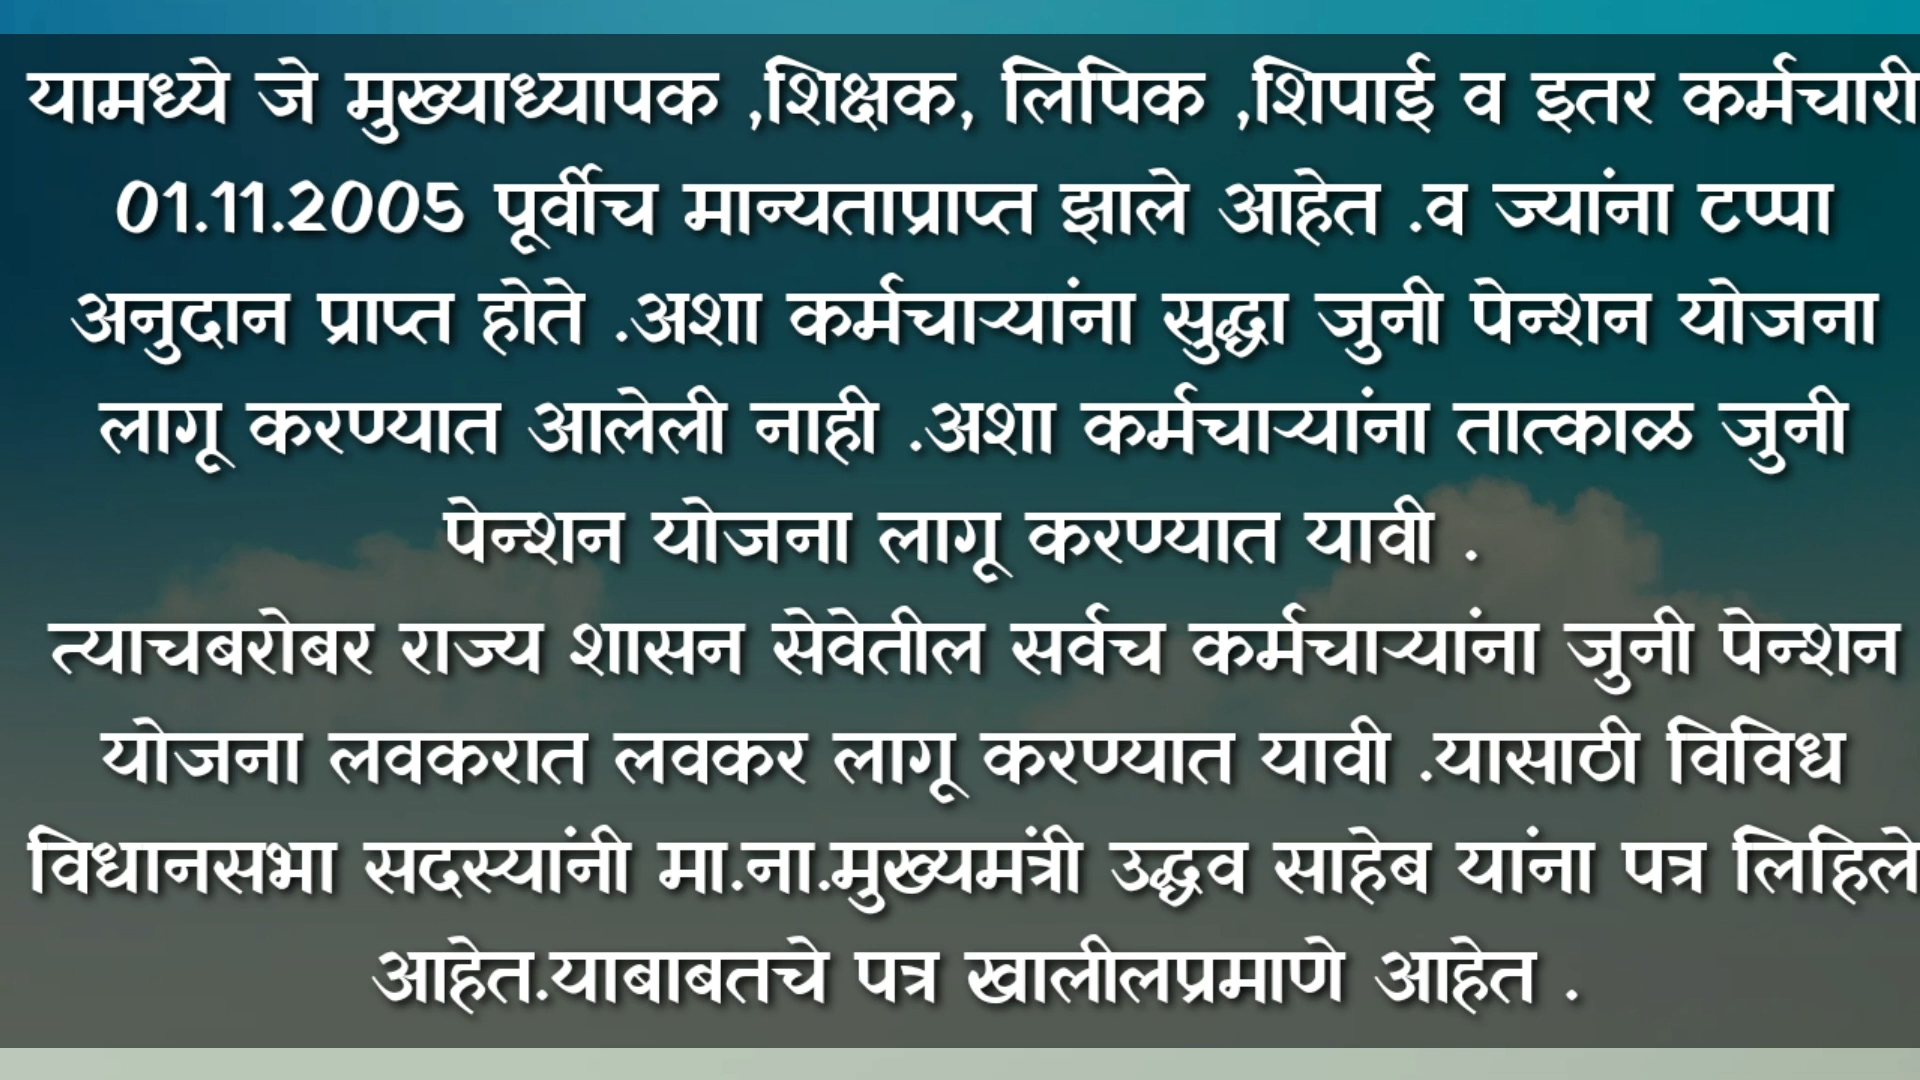 यामध्ये जे मुख्याध्यापक ,शिक्षक, लिपिक ,शिपाई व इतर कर्मचारी
01.11.2005 पूर्वीच मान्यताप्राप्त झाले आहेत .व ज्यांना टप्पा
अनुदान प्राप्त होते .अशा कर्मचाऱ्यांना सुद्धा जुनी पेन्शन योजना
लागू करण्यात आलेली नाही .अशा कर्मचाऱ्यांना तात्काळ जुनी
पेन्शन योजना लागू करण्यात यावी .
त्याचबरोबर राज्य शासन सेवेतील सर्वच कर्मचाऱ्यांना जुनी पेन्शन
योजना लवकरात लवकर लागू करण्यात यावी .यासाठी विविध
विधानसभा सदस्यांनी मा.ना.मुख्यमंत्री उद्धव साहेब यांना पत्र लिहिले
आहेत.याबाबतचे पत्र खालीलप्रमाणे आहेत .